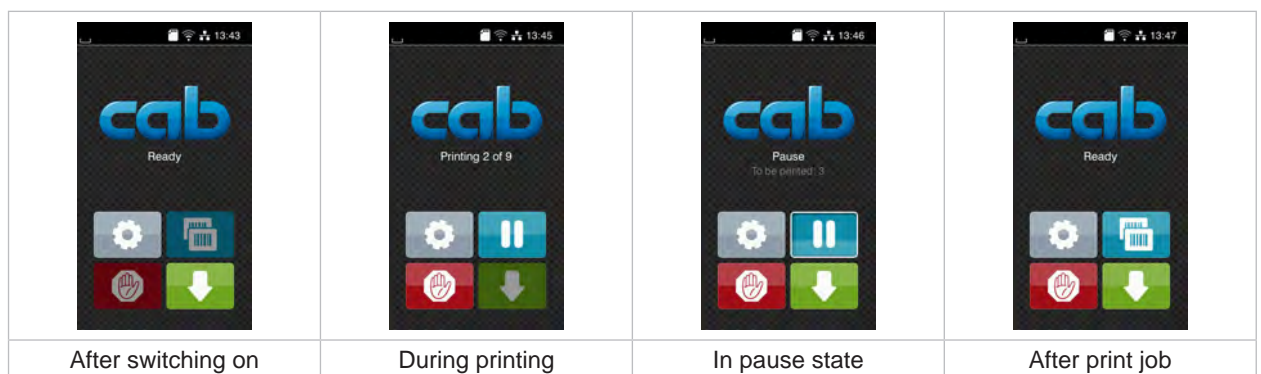 13:43
cab
Ready
After switching on
13:45
cab
Printing 2 of 9
During printing
13:46
cab
Pause
To be printed: 3
In pause state
13:47
cab
Ready
After print job